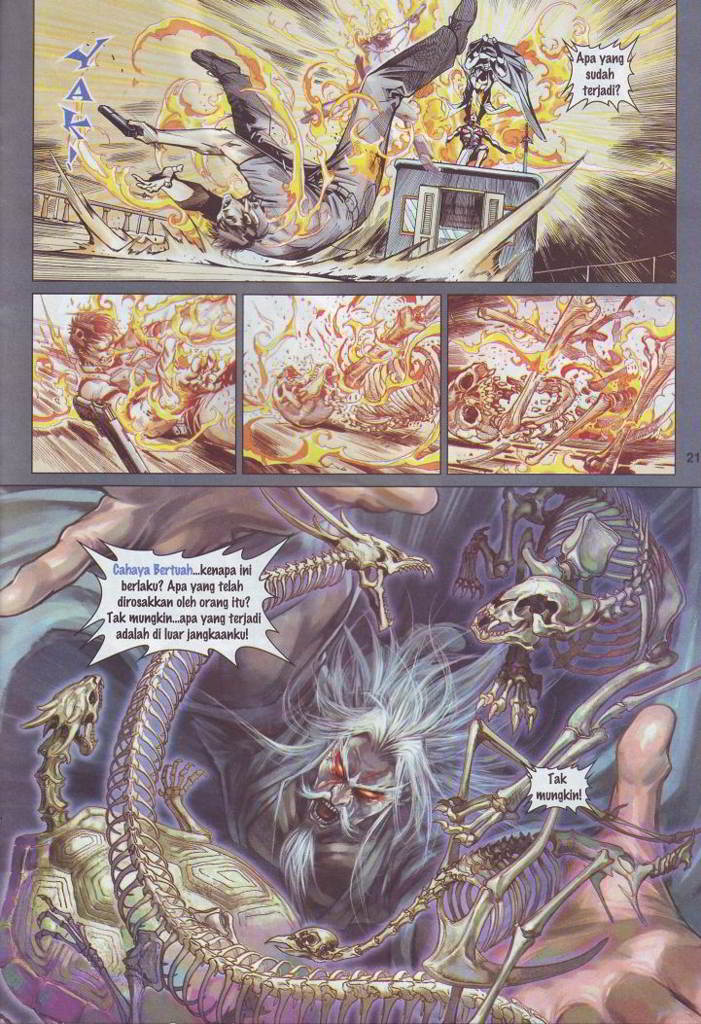 YAK!
Apa yang
sudah
terjadi?
21
Cahaya Bertuah...kenapa ini
berlaku? Apa yang telah
dirosakkan oleh orang itu?
Tak mungkin...apa yang terjadi
adalah di luar jangkaanku!
Tak
mungkin!